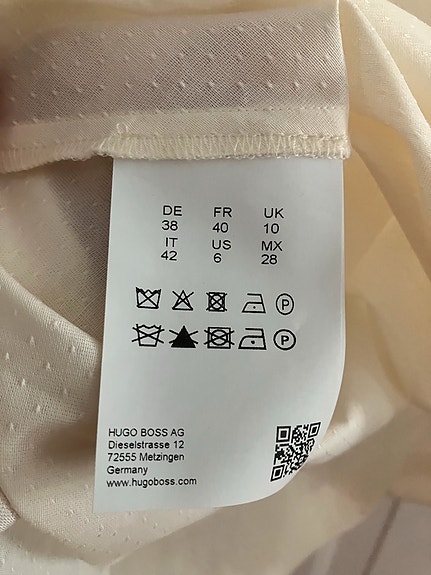 DE FR UK
38 40 10
IT US MX
42 6 28
P
P
HUGO BOSS AG
Dieselstrasse 12
72555 Metzingen
Germany
www.hugoboss.com